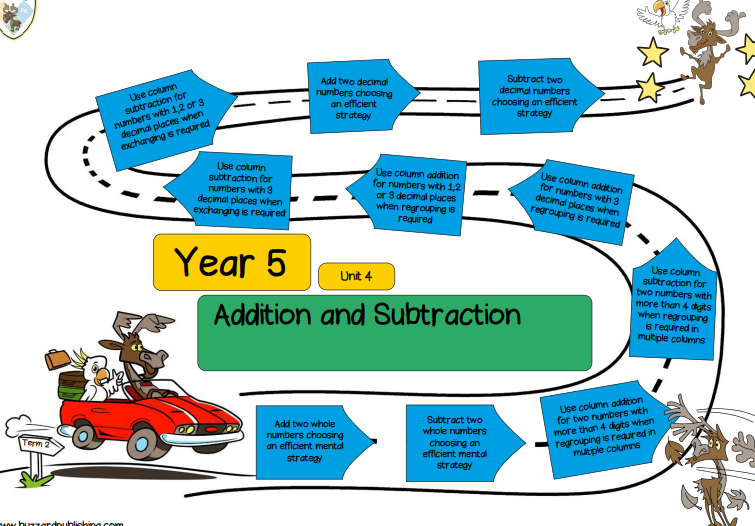 Use column
subtraction for
numbers with 1,2 or 3
decimal places when
exchanging is required
Add two decimal
numbers choosing
an efficient
strategy
Subtract two
decimal numbers
choosing an efficient
strategy
Use column
subtraction for
numbers with 3
decimal places when
exchanging is required
Use column addition
for numbers with 1,2
or 3 decimal places
when regrouping is
required
Use column addition
for numbers with 3
decimal places when
regrouping is required
Year 5
Unit 4
Addition and Subtraction
Use column
subtraction for
two numbers with
more than 4 digits
when regrouping
is required in
multiple columns
Term 2
Add two whole
numbers choosing
an efficient mental
strategy
Subtract two
whole numbers
choosing an
efficient mental
strategy
Use column addition
for two numbers with
more than 4 digits when
regrouping is required in
multiple columns
www.buzzardpublishing.com